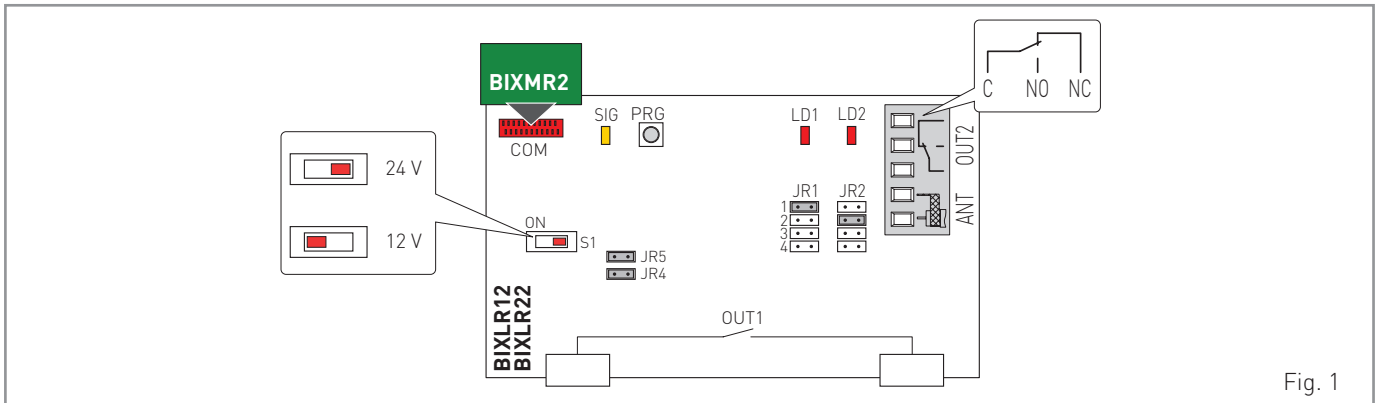 BIXMR2
COM
SIG
PRG
LD1
LD2
C NO NC
OUT2
ANT
24 V
12 V
ON
S1
JR1
JR2
1
2
3
4
JR5
JR4
BIXLR12
BIXLR22
OUT1
Fig. 1